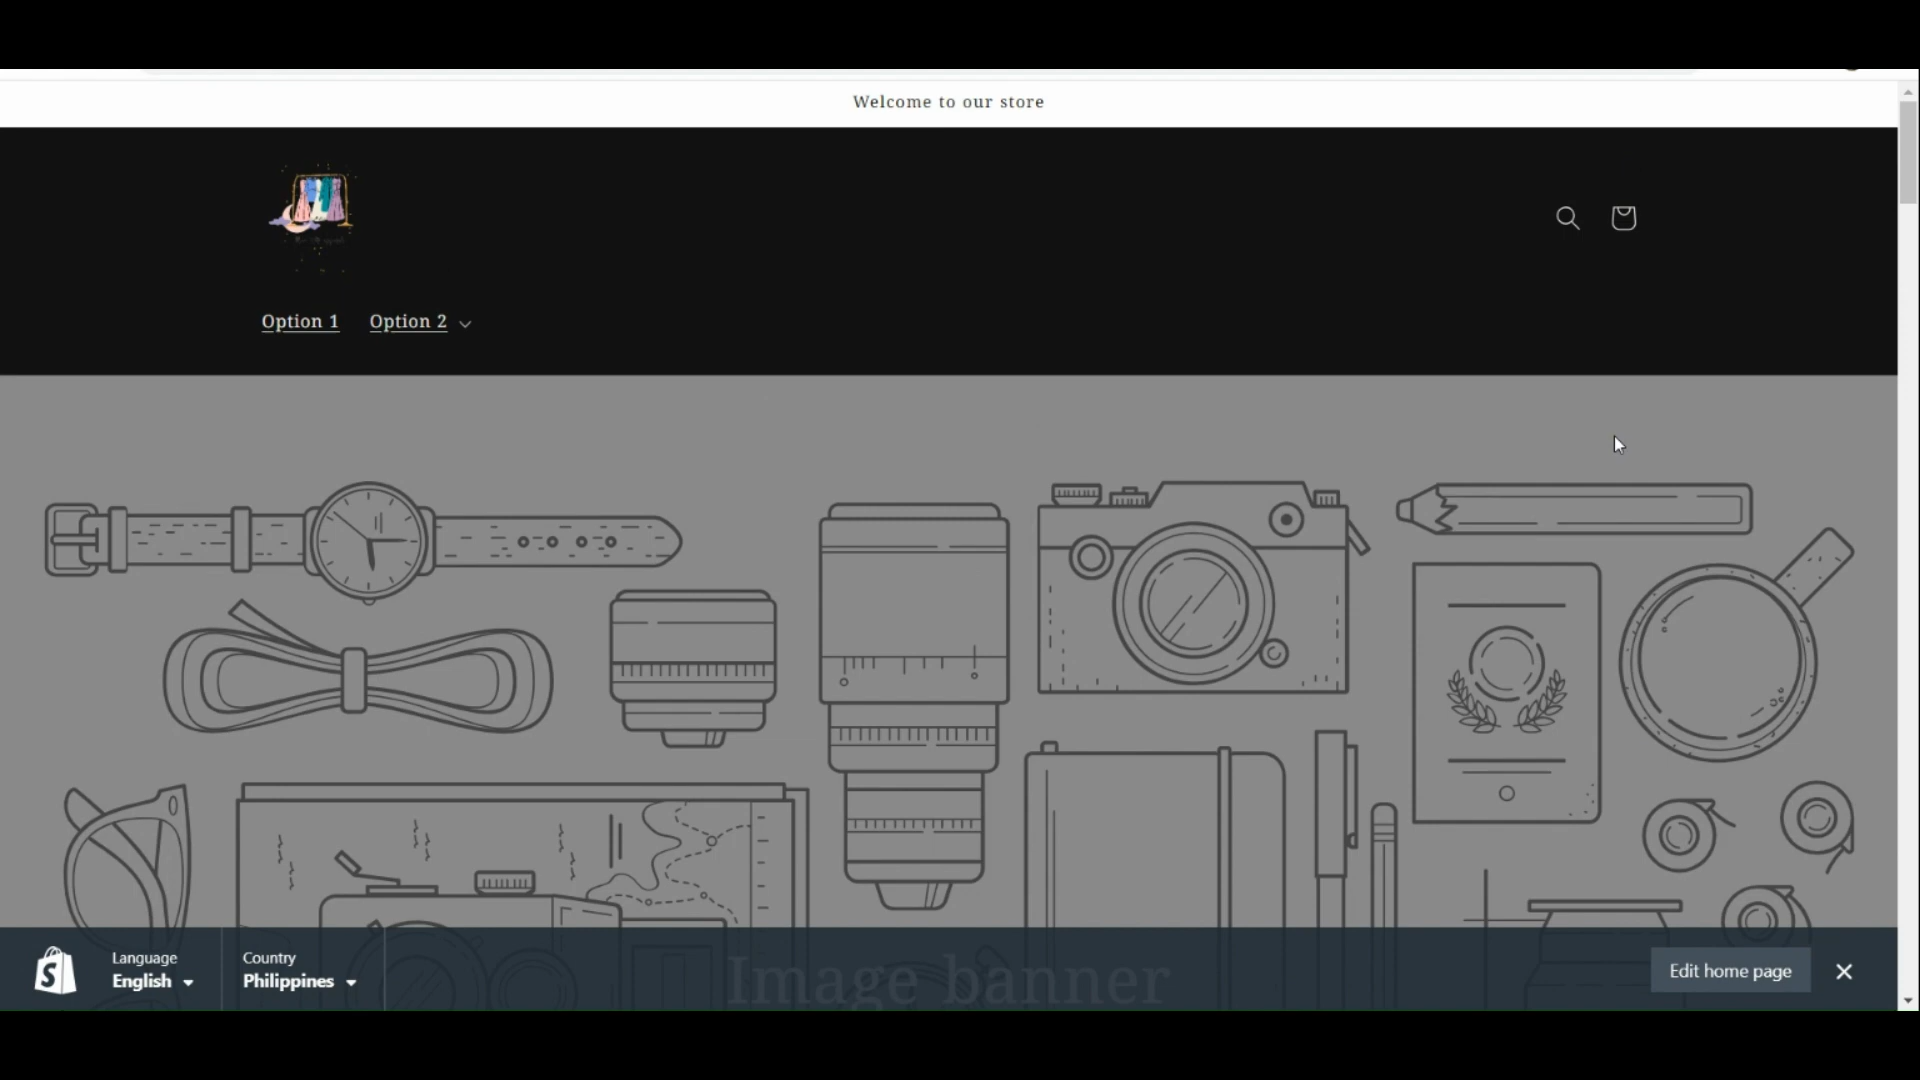 Welcome to our store
Option 1 Option 2
Image banner
Language Country
English Philippines
Edit home page